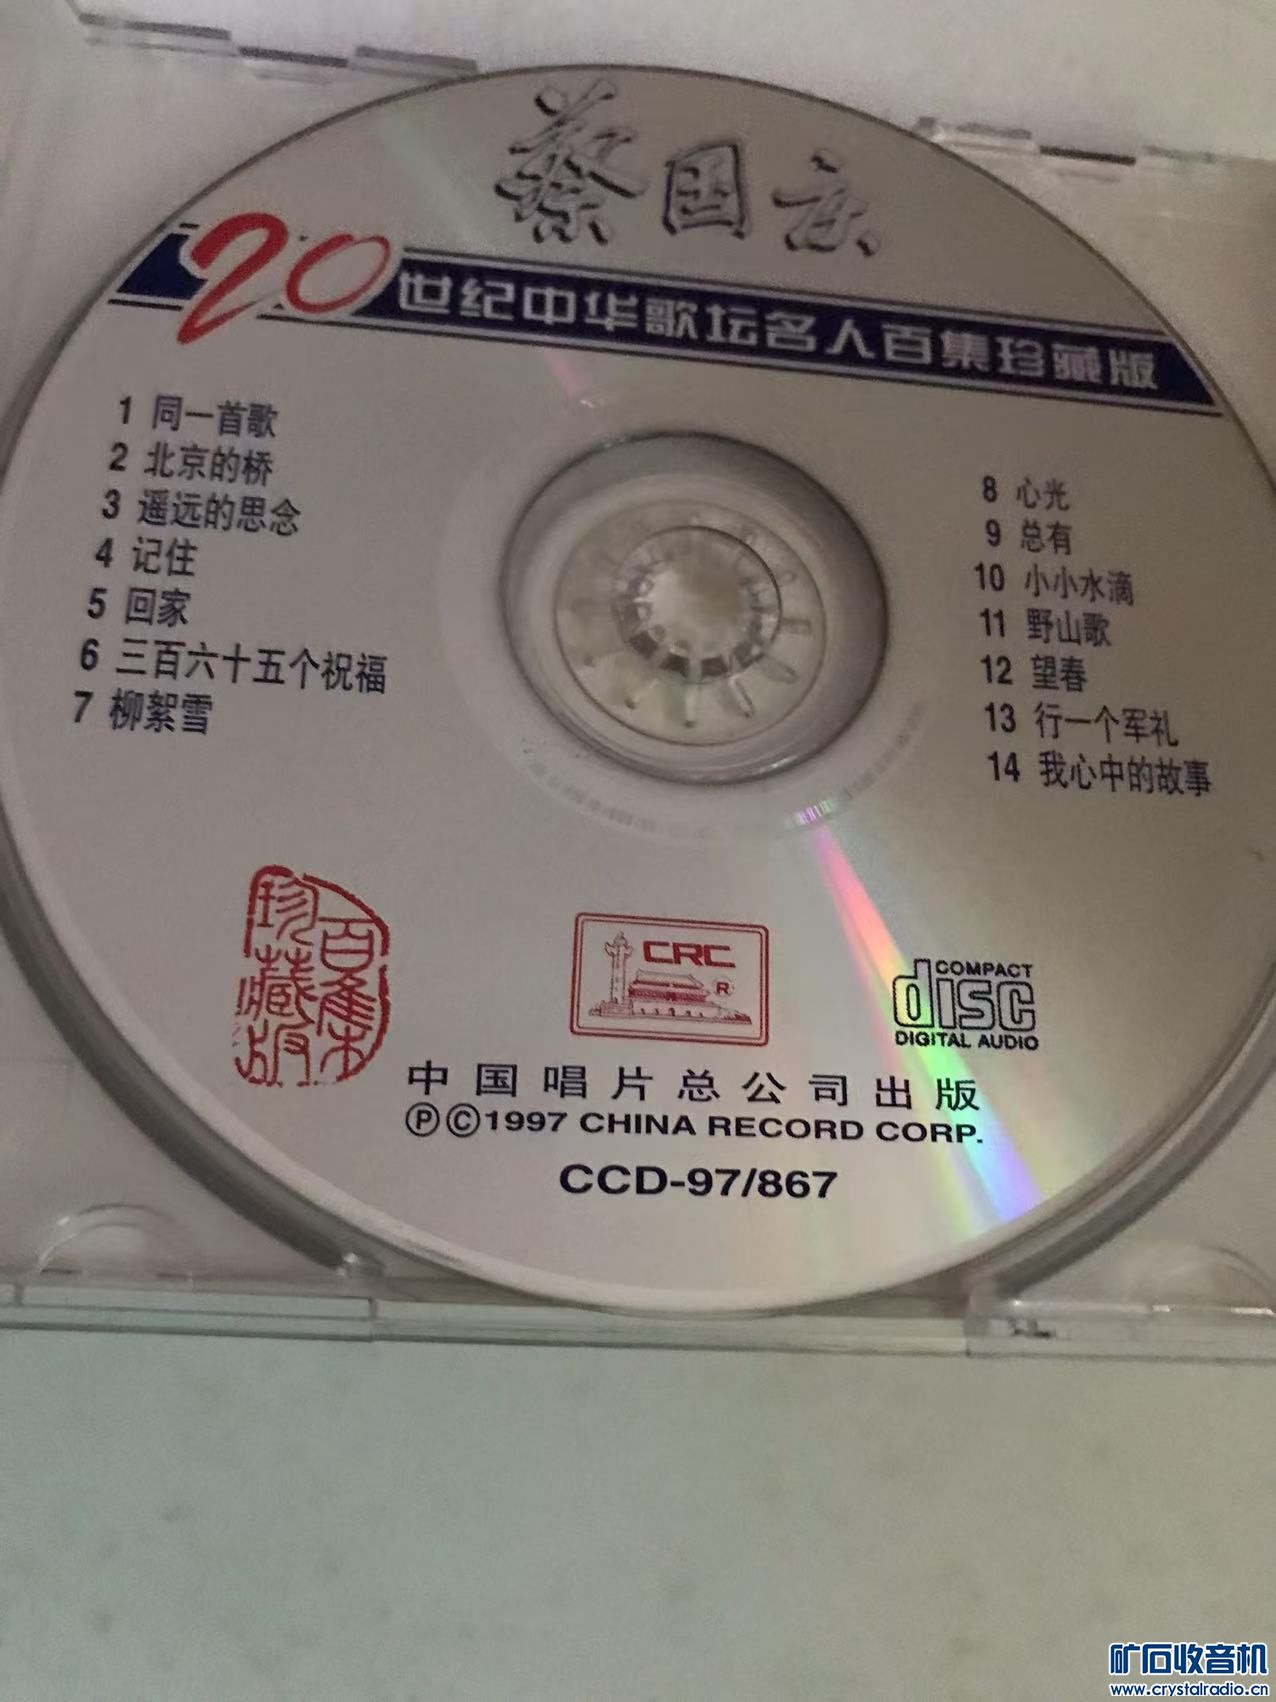 蔡国庆
20世纪中华歌坛名人百集珍藏版
1 同一首歌
2 北京的桥
3 遥远的思念
4 记住
5 回家
6 三百六十五个祝福
7 柳絮雪
8 心光
9 总有
10 小小水滴
11 野山歌
12 望春
13 行一个军礼
14 我心中的故事
百集
珍藏版
CRC
®
COMPACT
disc
DIGITAL AUDIO
中国唱片总公司出版
ⓅⒸ1997 CHINA RECORD CORP.
CCD-97/867
矿石收音机
www.crystalradio.cn